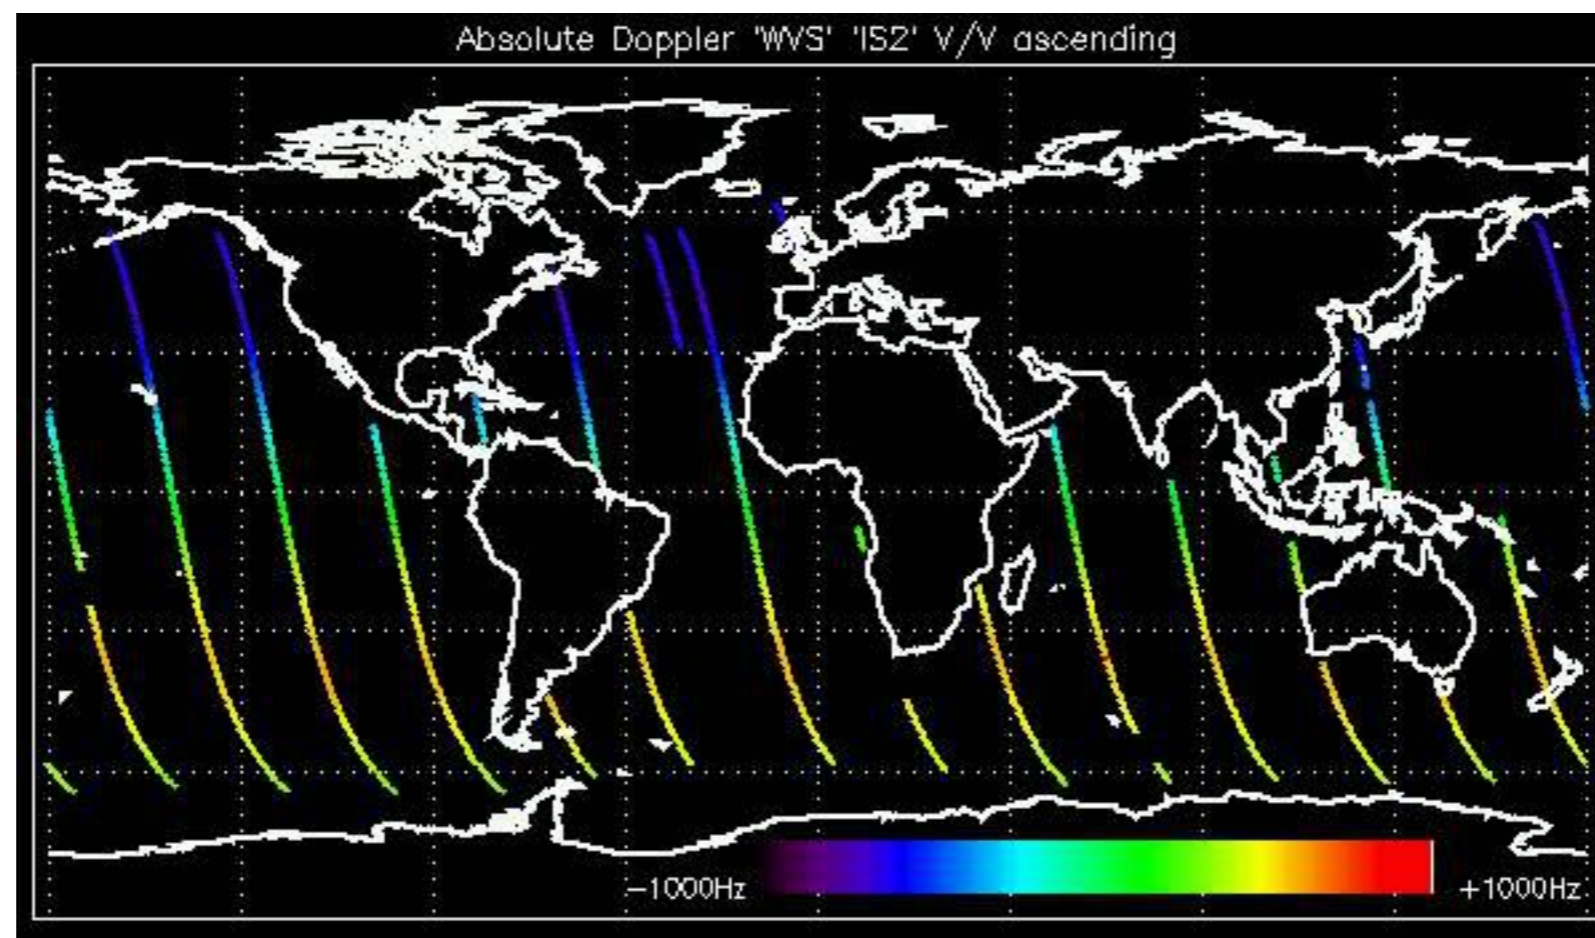 Absolute Doppler 'WVS' 'IS2' V/V ascending
-1000Hz
+1000Hz